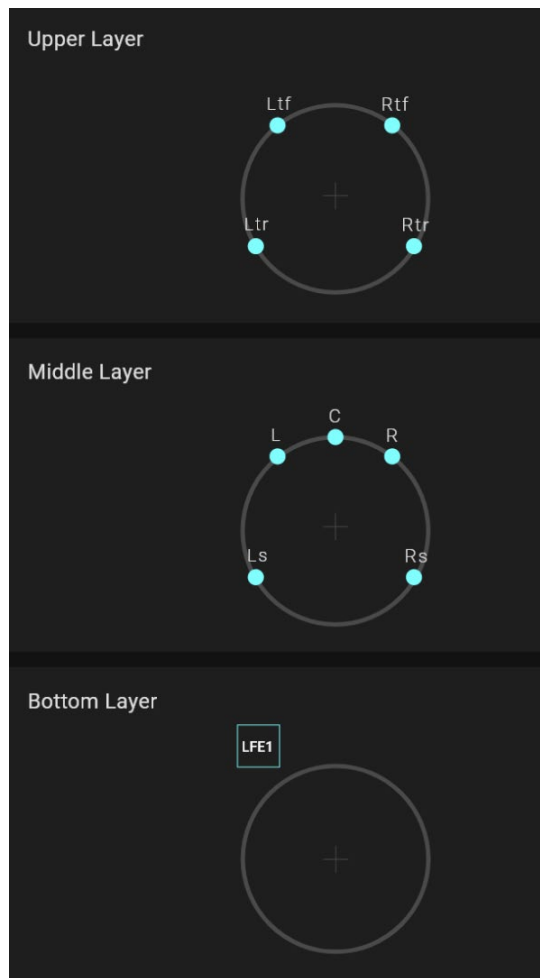 Upper Layer
Ltf Rtf
Ltr Rtr
Middle Layer
C
L R
Ls Rs
Bottom Layer
LFE1